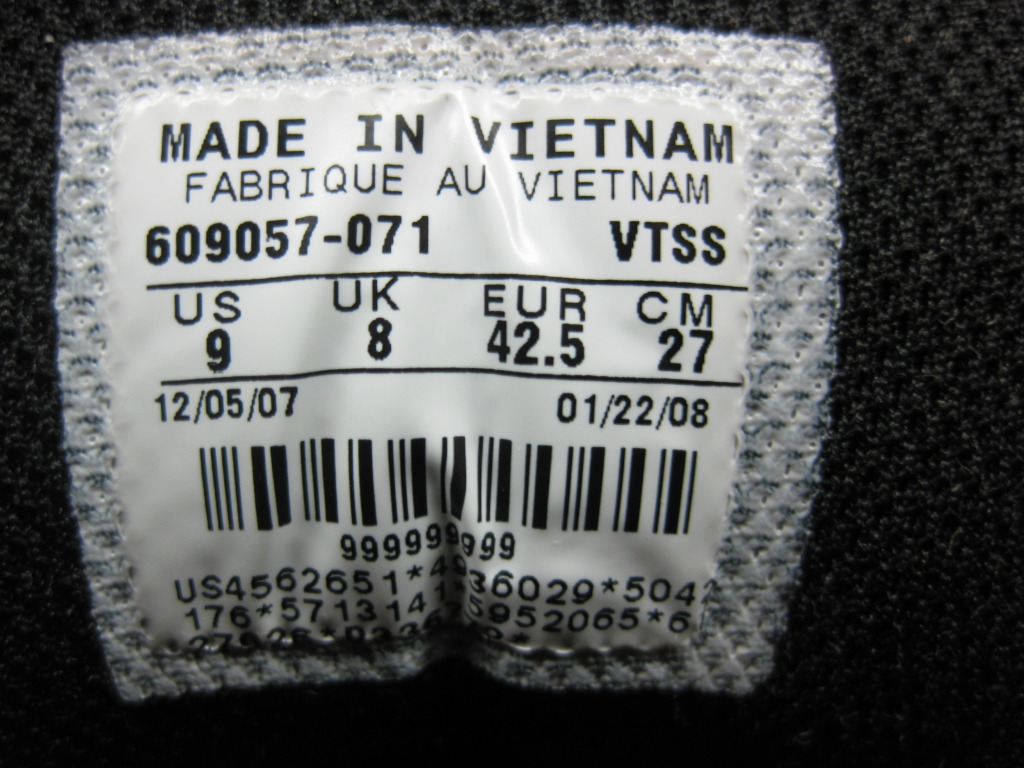 MADE IN VIETNAM
FABRIQUE AU VIETNAM
609057-071 VTSS
US UK EUR CM
9 8 42.5 27
12/05/07 01/22/08
999999999
US4562651*